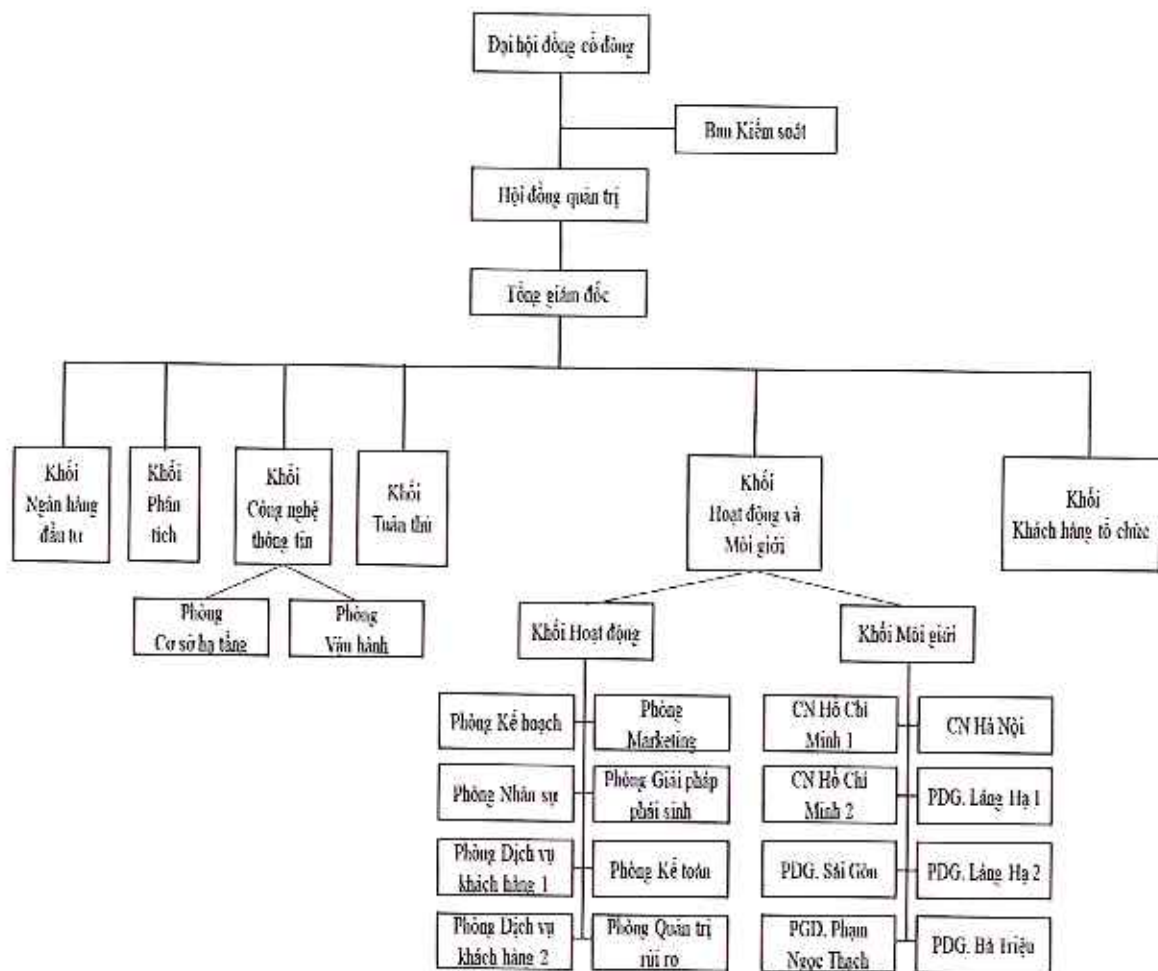 Đại hội đồng cổ đông
Ban Kiểm soát
Hội đồng quản trị
Tổng giám đốc
Khối
Ngân hàng
đầu tư
Khối
Phân
tích
Khối
Công nghệ
thông tin
Khối
Tuân thủ
Khối
Hoạt động và
Môi giới
Khối
Khách hàng tổ chức
Phòng
Cơ sở hạ tầng
Phòng
Vận hành
Khối Hoạt động
Khối Môi giới
Phòng Kế hoạch
Phòng
Marketing
CN Hồ Chí
Minh 1
CN Hà Nội
Phòng Nhân sự
Phòng Giải pháp
phái sinh
CN Hồ Chí
Minh 2
PDG. Láng Hạ 1
Phòng Dịch vụ
khách hàng 1
Phòng Kế toán
PDG. Sài Gòn
PDG. Láng Hạ 2
Phòng Dịch vụ
khách hàng 2
Phòng Quản trị
rủi ro
PGD. Phạm
Ngọc Thạch
PDG. Bà Triệu